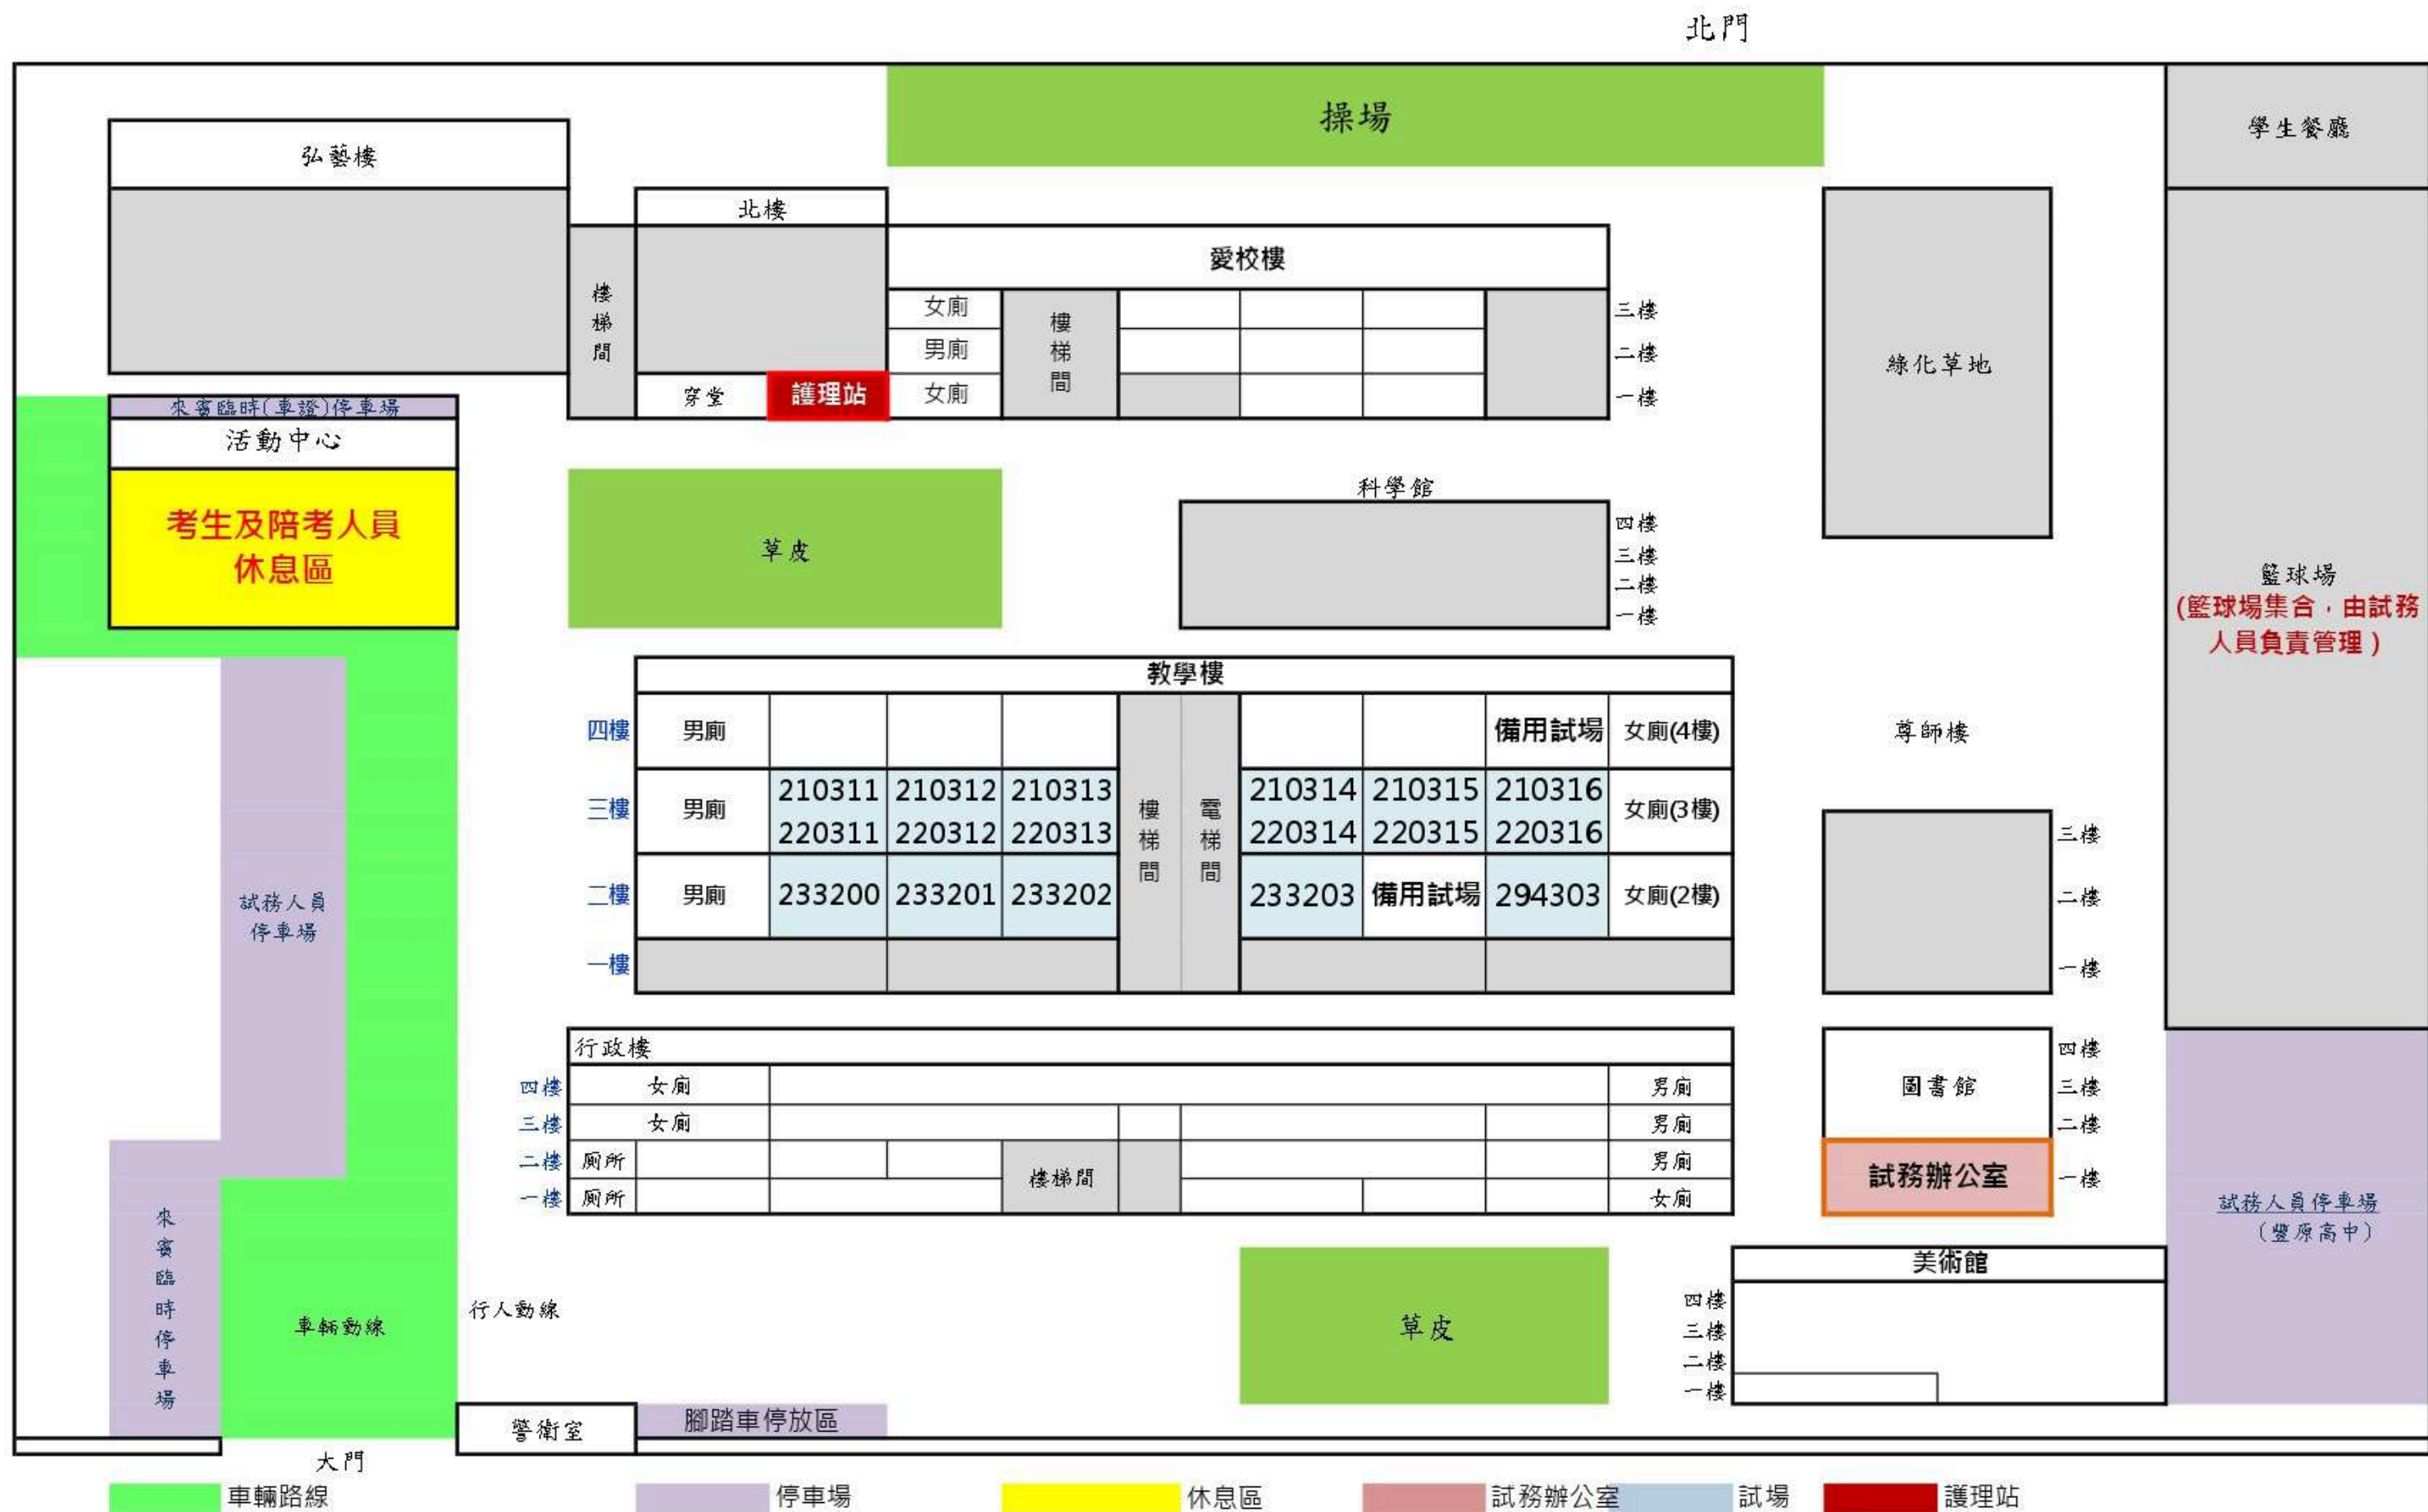 北門
操場
學生餐廳
弘藝樓
北樓
愛校樓
樓梯間
女廁
樓梯間
三樓
男廁
二樓
穿堂
護理站
女廁
一樓
綠化草地
來賓臨時(車證)停車場
活動中心
考生及陪考人員
休息區
草皮
科學館
四樓
三樓
二樓
一樓
籃球場
(籃球場集合，由試務
人員負責管理)
教學樓
四樓 男廁 備用試場 女廁(4樓)
三樓 男廁 210311 210312 210313 210314 210315 210316 女廁(3樓)
220311 220312 220313 220314 220315 220316
樓梯間
電梯間
二樓 男廁 233200 233201 233202 233203 備用試場 294303 女廁(2樓)
一樓
尊師樓
三樓
二樓
一樓
試務人員
停車場
行政樓
四樓 女廁 男廁
三樓 女廁 男廁
二樓 廁所 男廁
樓梯間
一樓 廁所 女廁
圖書館
四樓
三樓
二樓
試務辦公室
一樓
試務人員停車場
(豐原高中)
來賓臨時停車場
車輛動線
行人動線
草皮
美術館
四樓
三樓
二樓
一樓
警衛室
腳踏車停放區
大門
車輛路線 停車場 休息區 試務辦公室 試場 護理站